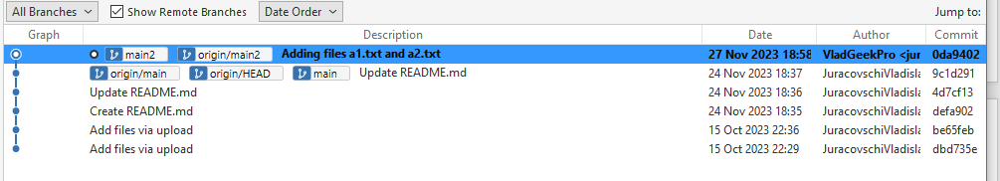 All Branches Show Remote Branches Date Order Jump to:
Graph Description Date Author Commit
main2 origin/main2 Adding files a1.txt and a2.txt 27 Nov 2023 18:58 VladGeekPro <jur 0da9402
origin/main origin/HEAD main Update README.md 24 Nov 2023 18:37 JuracovschiVladisla 9c1d291
Update README.md 24 Nov 2023 18:36 JuracovschiVladisla 4d7cf13
Create README.md 24 Nov 2023 18:35 JuracovschiVladisla defa902
Add files via upload 15 Oct 2023 22:36 JuracovschiVladisla be65feb
Add files via upload 15 Oct 2023 22:29 JuracovschiVladisla dbd735e